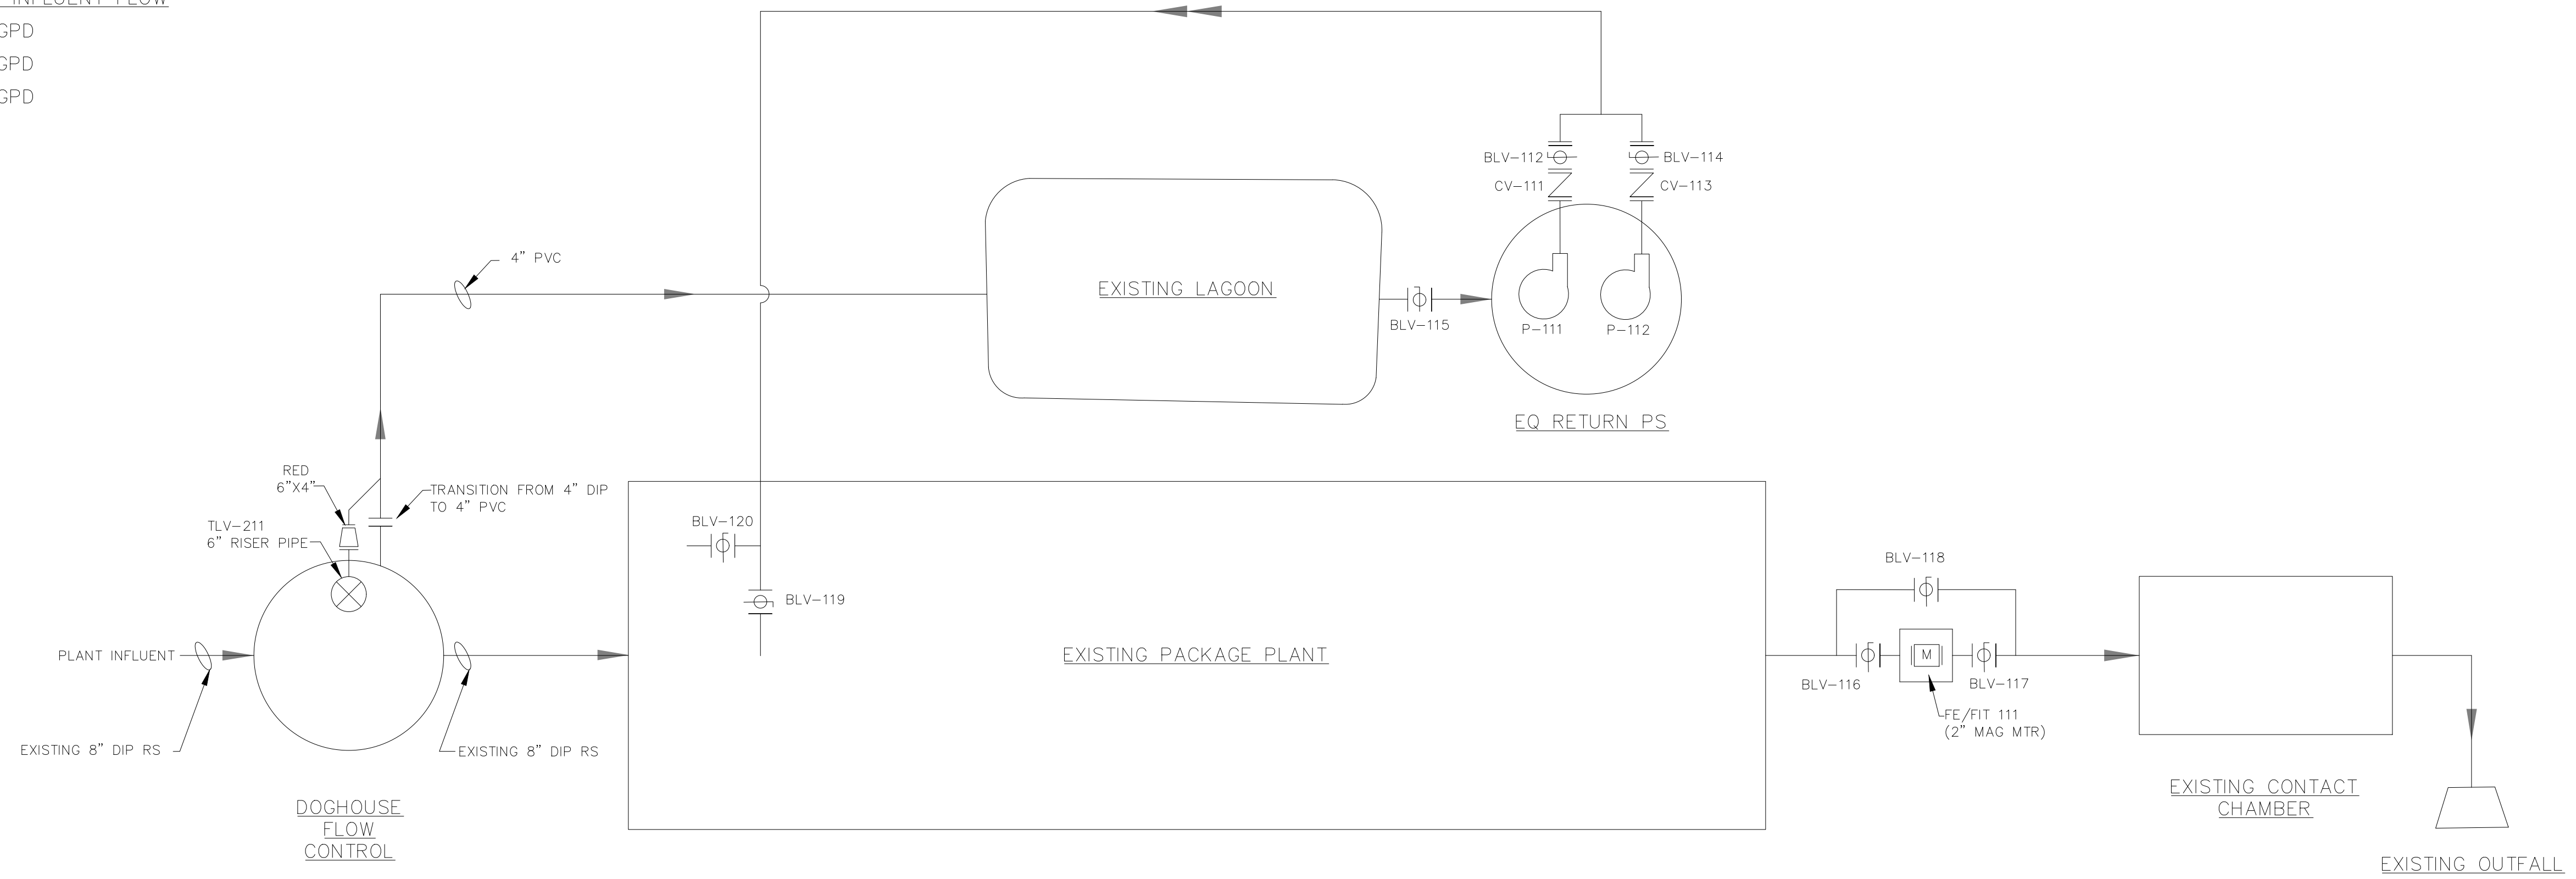 INFLUENT FLOW
GPD
GPD
GPD
4” PVC
EXISTING LAGOON
BLV-112
BLV-114
CV-111
CV-113
BLV-115
P-111
P-112
EQ RETURN PS
RED
6”X4”
TRANSITION FROM 4” DIP
TO 4” PVC
TLV-211
6” RISER PIPE
BLV-120
BLV-119
PLANT INFLUENT
EXISTING 8” DIP RS
EXISTING 8” DIP RS
DOGHOUSE
FLOW
CONTROL
EXISTING PACKAGE PLANT
BLV-118
BLV-116
M
BLV-117
FE/FIT 111
(2” MAG MTR)
EXISTING CONTACT
CHAMBER
EXISTING OUTFALL